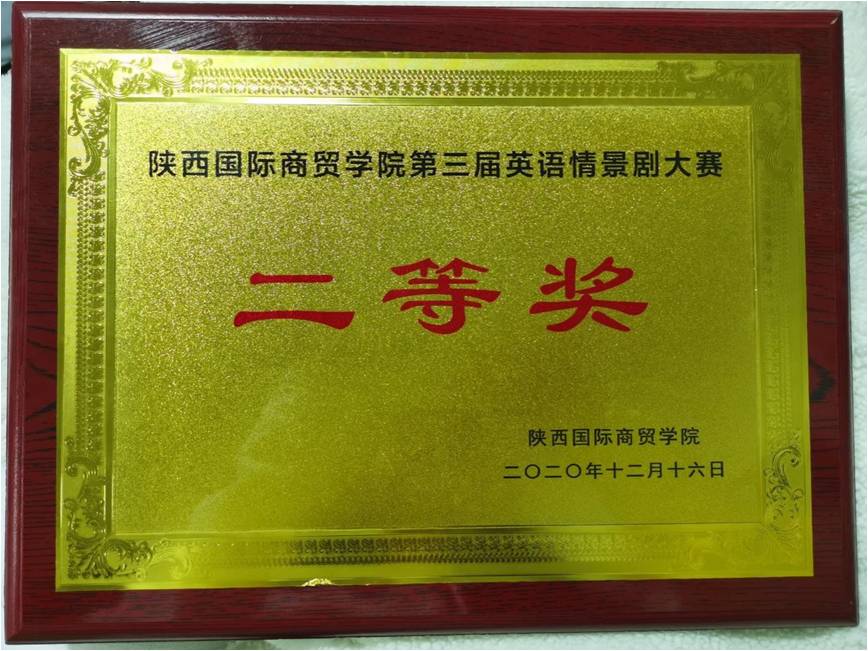 陕西国际商贸学院第三届英语情景剧大赛
二等奖
陕西国际商贸学院
二〇二〇年十二月十六日